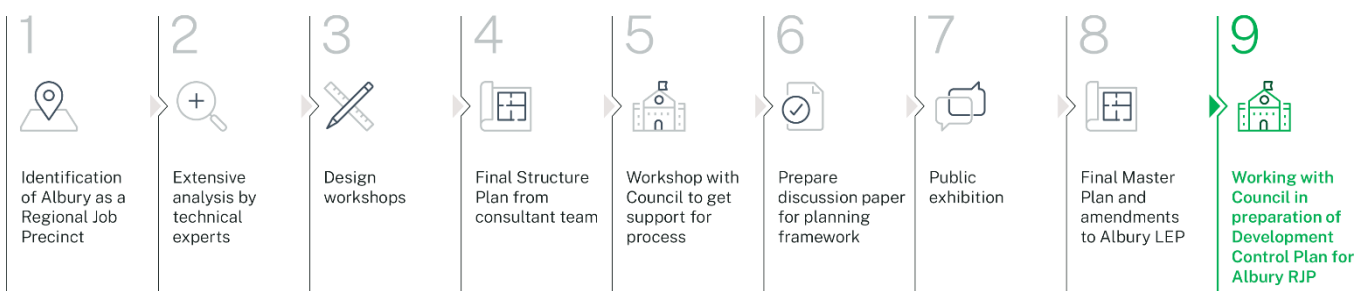 1
Identification
of Albury as a
Regional Job
Precinct
2
Extensive
analysis by
technical
experts
3
Design
workshops
4
Final Structure
Plan from
consultant team
5
Workshop with
Council to get
support for
process
6
Prepare
discussion paper
for planning
framework
7
Public
exhibition
8
Final Master
Plan and
amendments
to Albury LEP
9
Working with
Council in
preparation of
Development
Control Plan for
Albury RJP